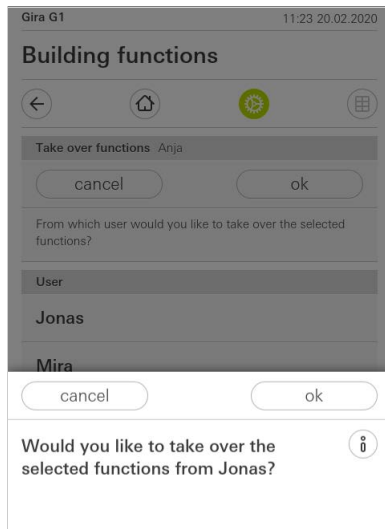 Gira G1 11:23 20.02.2020
Building functions
Take over functions Anja
cancel ok
From which user would you like to take over the selected
functions?
User
Jonas
Mira
cancel ok
Would you like to take over the
selected functions from Jonas?